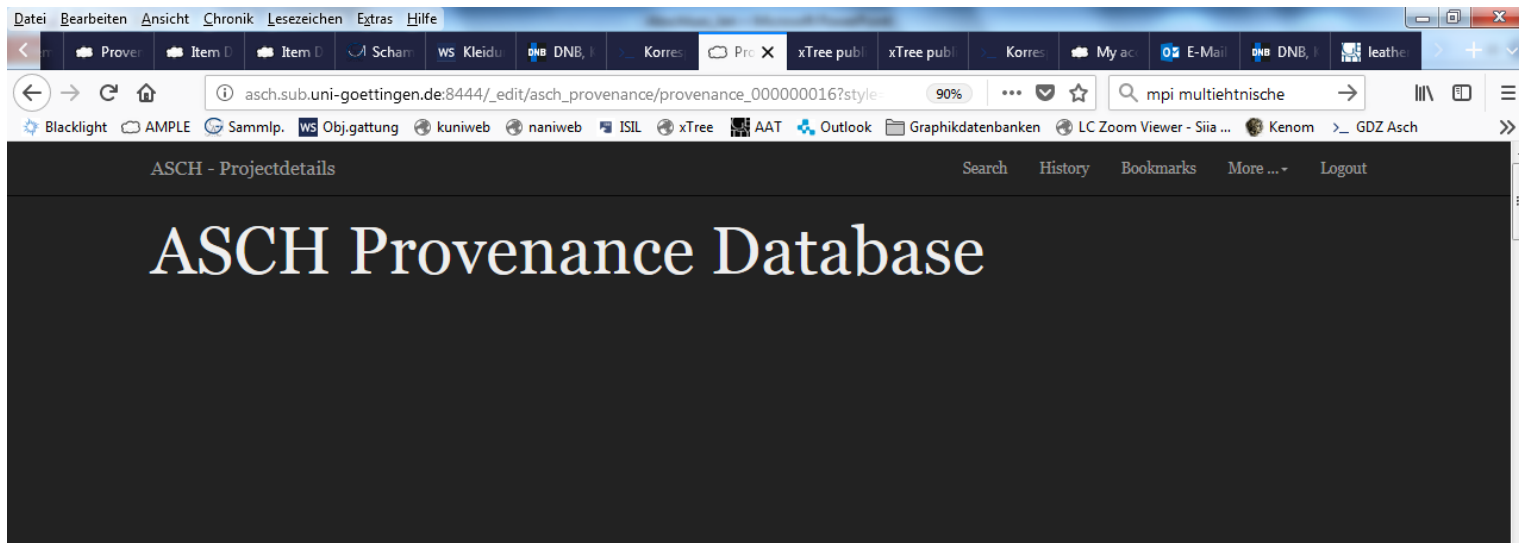 Datei Bearbeiten Ansicht Chronik Lesezeichen Extras Hilfe
Prover Item D Item D Scham WS Kleidu DNB DNB, Korres Pro xTree publ xTree publ Korres My ac E-Mail DNB DNB, leathe
asch.sub.uni-goettingen.de:8444/_edit/asch_provenance/provenance_000000016?style= 90% mpi multiehtnische
Blacklight AMPLE Sammlp. WS Obj.gattung kuniweb naniweb ISIL xTree AAT Outlook Graphikdatenbanken LC Zoom Viewer - Siia ... Kenom >_ GDZ Asch
ASCH - Projectdetails Search History Bookmarks More ... Logout
ASCH Provenance Database